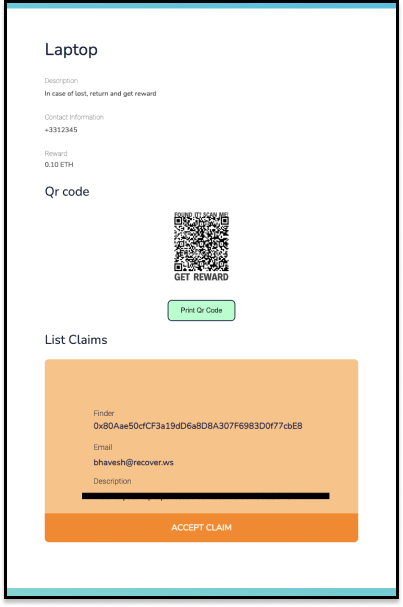 Laptop
Description
In case of lost, return and get reward
Contact Information
+3312345
Reward
0.10 ETH
Qr code
FOUND IT? SCAN ME!
GET REWARD
Print Qr Code
List Claims
Finder
0x80Aae50cfCF3a19dD6a8D8A307F6983D0f77cbE8
Email
bhavesh@recover.ws
Description
ACCEPT CLAIM